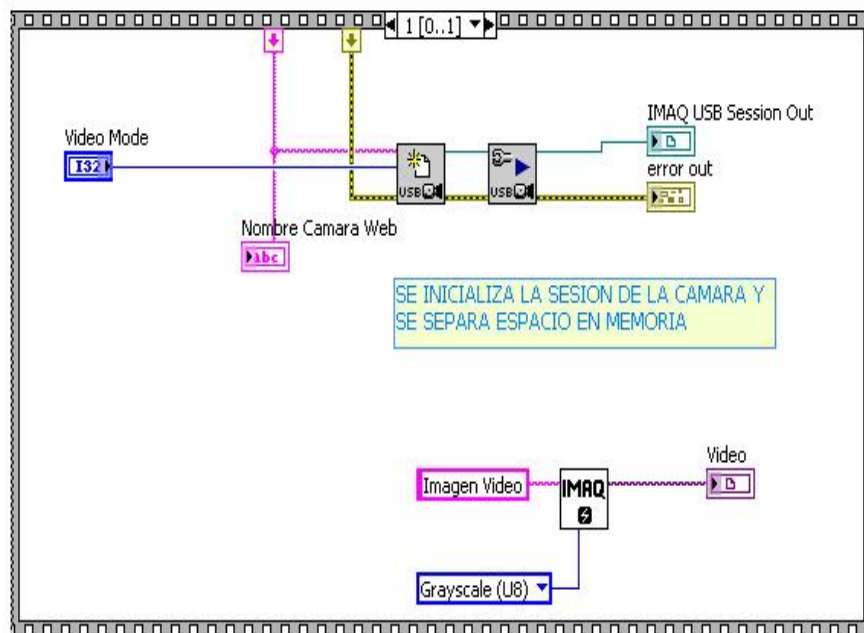 1 [0..1]
Video Mode
I32
USB
USB
IMAQ USB Session Out
error out
Nombre Camara Web
abc
SE INICIALIZA LA SESION DE LA CAMARA Y
SE SEPARA ESPACIO EN MEMORIA
Imagen Video
IMAQ
Video
Grayscale (U8)